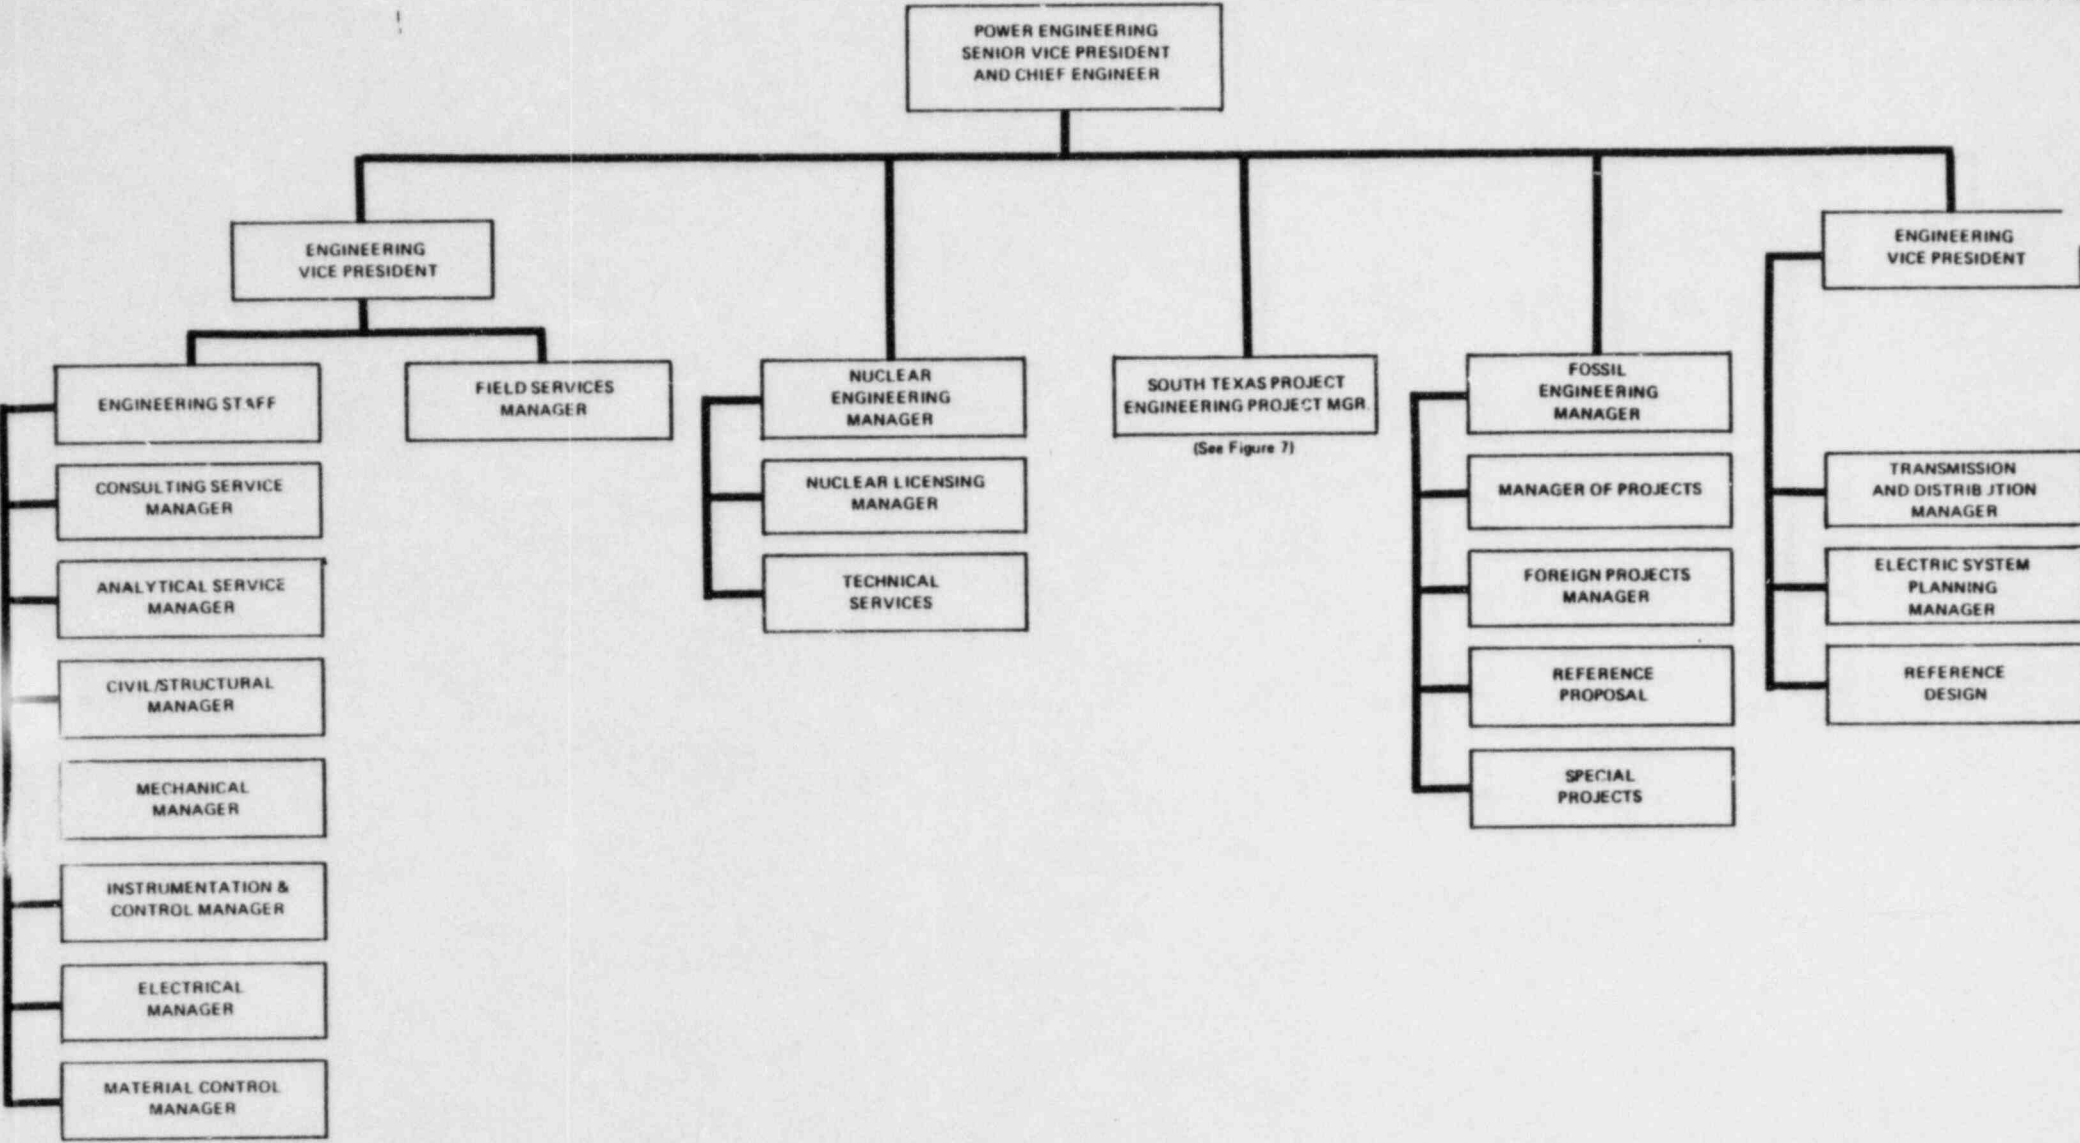 POWER ENGINEERING
SENIOR VICE PRESIDENT
AND CHIEF ENGINEER
ENGINEERING
VICE PRESIDENT
ENGINEERING STAFF
CONSULTING SERVICE
MANAGER
ANALYTICAL SERVICE
MANAGER
CIVIL/STRUCTURAL
MANAGER
MECHANICAL
MANAGER
INSTRUMENTATION &
CONTROL MANAGER
ELECTRICAL
MANAGER
MATERIAL CONTROL
MANAGER
FIELD SERVICES
MANAGER
NUCLEAR
ENGINEERING
MANAGER
NUCLEAR LICENSING
MANAGER
TECHNICAL
SERVICES
SOUTH TEXAS PROJECT
ENGINEERING PROJECT MGR.
(See Figure 7)
FOSSIL
ENGINEERING
MANAGER
MANAGER OF PROJECTS
FOREIGN PROJECTS
MANAGER
REFERENCE
PROPOSAL
SPECIAL
PROJECTS
ENGINEERING
VICE PRESIDENT
TRANSMISSION
AND DISTRIBUTION
MANAGER
ELECTRIC SYSTEM
PLANNING
MANAGER
REFERENCE
DESIGN